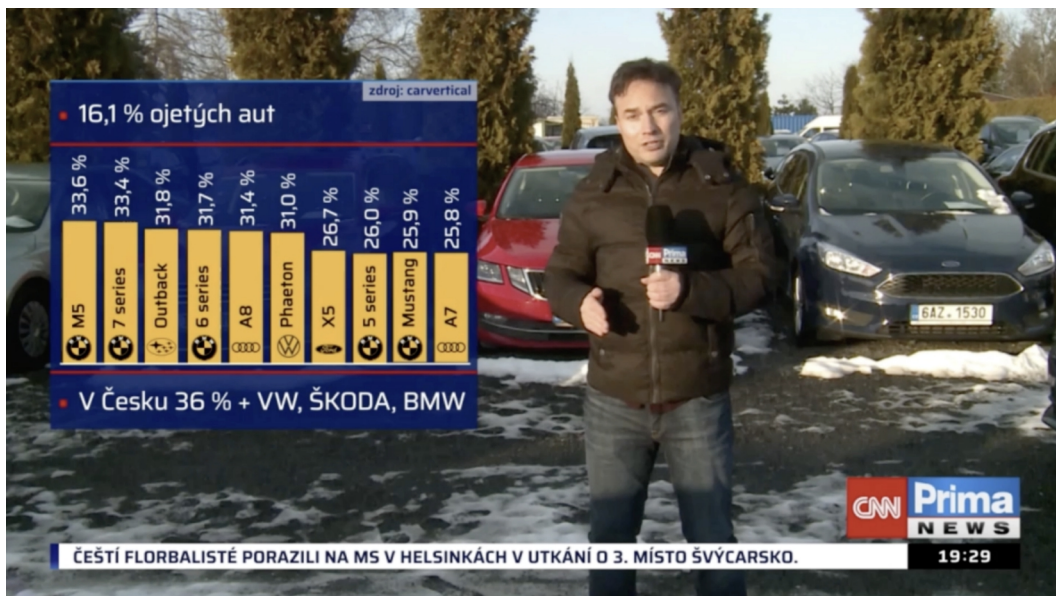 zdroj: carvertical
16,1 % ojetých aut
33,6 %
33,4 %
31,8 %
31,7 %
31,4 %
31,0 %
26,7 %
26,0 %
25,9 %
25,8 %
M5
7 series
Outback
6 series
A8
Phaeton
X5
5 series
Mustang
A7
Ford
V Česku 36 % + VW, ŠKODA, BMW
CNN Prima
NEWS
6AZ 1530
CNN Prima
NEWS
ČEŠTÍ FLORBALISTÉ PORAZILI NA MS V HELSINKÁCH V UTKÁNÍ O 3. MÍSTO ŠVÝCARSKO.
19:29